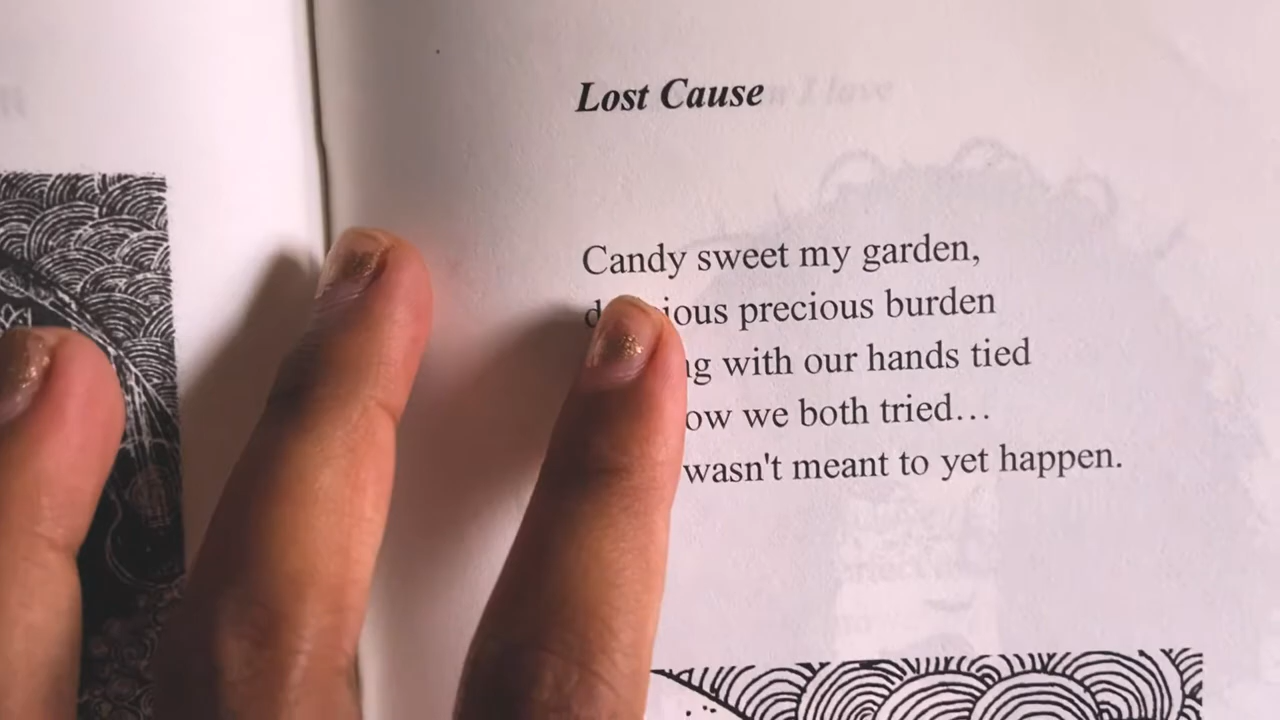 Lost Cause
Candy sweet my garden,
precious burden
with our hands tied
we both tried…
wasn't meant to yet happen.